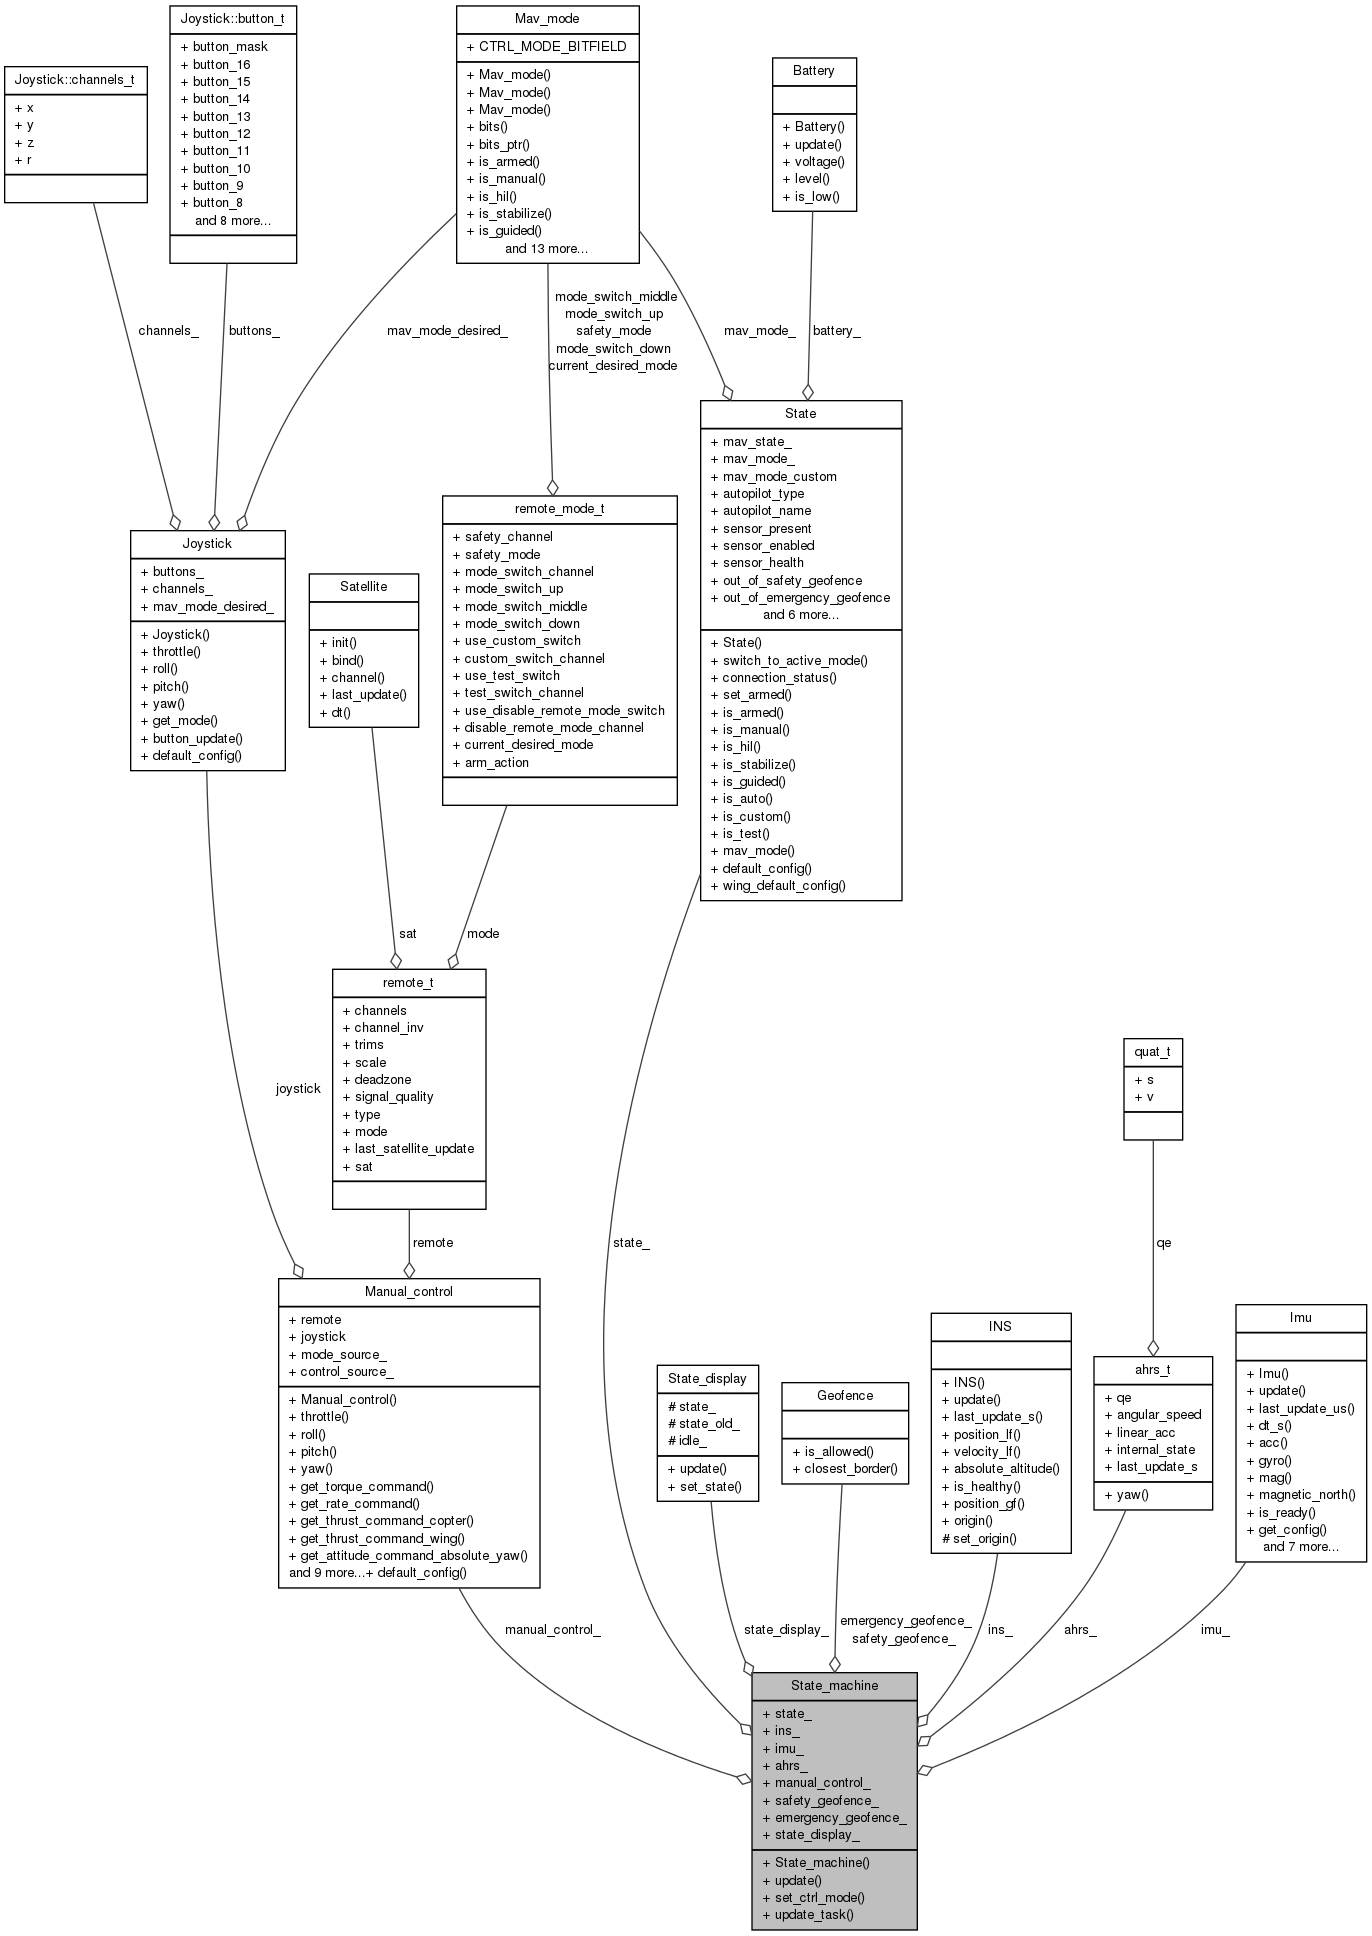 Joystick::button_t
+ button_mask
+ button_16
+ button_15
+ button_14
+ button_13
+ button_12
+ button_11
+ button_10
+ button_9
+ button_8
and 8 more...
Mav_mode
+ CTRL_MODE_BITFIELD
+ Mav_mode()
+ Mav_mode()
+ Mav_mode()
+ bits()
+ bits_ptr()
+ is_armed()
+ is_manual()
+ is_hil()
+ is_stabilize()
+ is_guided()
and 13 more...
Joystick::channels_t
+ x
+ y
+ z
+ r
Battery
+ Battery()
+ update()
+ voltage()
+ level()
+ is_low()
channels_
buttons_
mav_mode_desired_
mode_switch_middle
mode_switch_up
safety_mode
mode_switch_down
current_desired_mode
mav_mode_
battery_
State
+ mav_state_
+ mav_mode_
+ mav_mode_custom
+ autopilot_type
+ autopilot_name
+ sensor_present
+ sensor_enabled
+ sensor_health
+ out_of_safety_geofence
+ out_of_emergency_geofence
and 6 more...
+ State()
+ switch_to_active_mode()
+ connection_status()
+ set_armed()
+ is_armed()
+ is_manual()
+ is_hil()
+ is_stabilize()
+ is_guided()
+ is_auto()
+ is_custom()
+ is_test()
+ mav_mode()
+ default_config()
+ wing_default_config()
remote_mode_t
+ safety_channel
+ safety_mode
+ mode_switch_channel
+ mode_switch_up
+ mode_switch_middle
+ mode_switch_down
+ use_custom_switch
+ custom_switch_channel
+ use_test_switch
+ test_switch_channel
+ use_disable_remote_mode_switch
+ disable_remote_mode_channel
+ current_desired_mode
+ arm_action
Joystick
+ buttons_
+ channels_
+ mav_mode_desired_
+ Joystick()
+ throttle()
+ roll()
+ pitch()
+ yaw()
+ get_mode()
+ button_update()
+ default_config()
Satellite
+ init()
+ bind()
+ channel()
+ last_update()
+ dt()
sat
mode
remote_t
+ channels
+ channel_inv
+ trims
+ scale
+ deadzone
+ signal_quality
+ type
+ mode
+ last_satellite_update
+ sat
joystick
remote
state_
quat_t
+ s
+ v
qe
Manual_control
+ remote
+ joystick
+ mode_source_
+ control_source_
+ Manual_control()
+ throttle()
+ roll()
+ pitch()
+ yaw()
+ get_torque_command()
+ get_rate_command()
+ get_thrust_command_copter()
+ get_thrust_command_wing()
+ get_attitude_command_absolute_yaw()
and 9 more...+ default_config()
State_display
# state_
# state_old_
# idle_
+ update()
+ set_state()
Geofence
+ is_allowed()
+ closest_border()
INS
+ INS()
+ update()
+ last_update_s()
+ position_lf()
+ velocity_lf()
+ absolute_altitude()
+ is_healthy()
+ position_gf()
+ origin()
# set_origin()
ahrs_t
+ qe
+ angular_speed
+ linear_acc
+ internal_state
+ last_update_s
+ yaw()
Imu
+ Imu()
+ update()
+ last_update_us()
+ dt_s()
+ acc()
+ gyro()
+ mag()
+ magnetic_north()
+ is_ready()
+ get_config()
and 7 more...
manual_control_
state_display_
emergency_geofence_
safety_geofence_
ins_
ahrs_
imu_
State_machine
+ state_
+ ins_
+ imu_
+ ahrs_
+ manual_control_
+ safety_geofence_
+ emergency_geofence_
+ state_display_
+ State_machine()
+ update()
+ set_ctrl_mode()
+ update_task()